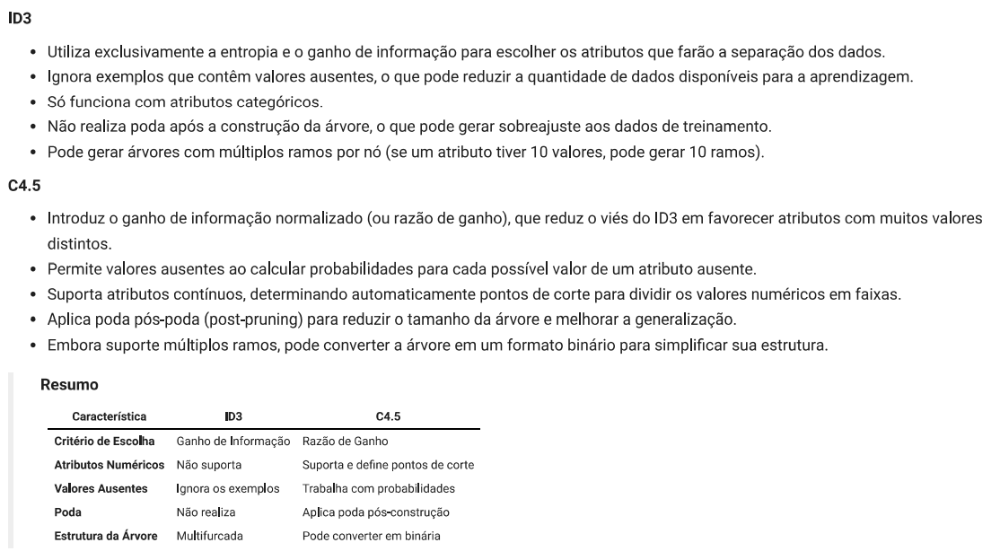 ID3
• Utiliza exclusivamente a entropia e o ganho de informação para escolher os atributos que farão a separação dos dados.
• Ignora exemplos que contêm valores ausentes, o que pode reduzir a quantidade de dados disponíveis para a aprendizagem.
• Só funciona com atributos categóricos.
• Não realiza poda após a construção da árvore, o que pode gerar sobreajuste aos dados de treinamento.
• Pode gerar árvores com múltiplos ramos por nó (se um atributo tiver 10 valores, pode gerar 10 ramos).
C4.5
• Introduz o ganho de informação normalizado (ou razão de ganho), que reduz o viés do ID3 em favorecer atributos com muitos valores
distintos.
• Permite valores ausentes ao calcular probabilidades para cada possível valor de um atributo ausente.
• Suporta atributos contínuos, determinando automaticamente pontos de corte para dividir os valores numéricos em faixas.
• Aplica poda pós-poda (post-pruning) para reduzir o tamanho da árvore e melhorar a generalização.
• Embora suporte múltiplos ramos, pode converter a árvore em um formato binário para simplificar sua estrutura.
Resumo
Característica ID3 C4.5
Critério de Escolha Ganho de Informação Razão de Ganho
Atributos Numéricos Não suporta Suporta e define pontos de corte
Valores Ausentes Ignora os exemplos Trabalha com probabilidades
Poda Não realiza Aplica poda pós-construção
Estrutura da Árvore Multifurcada Pode converter em binária